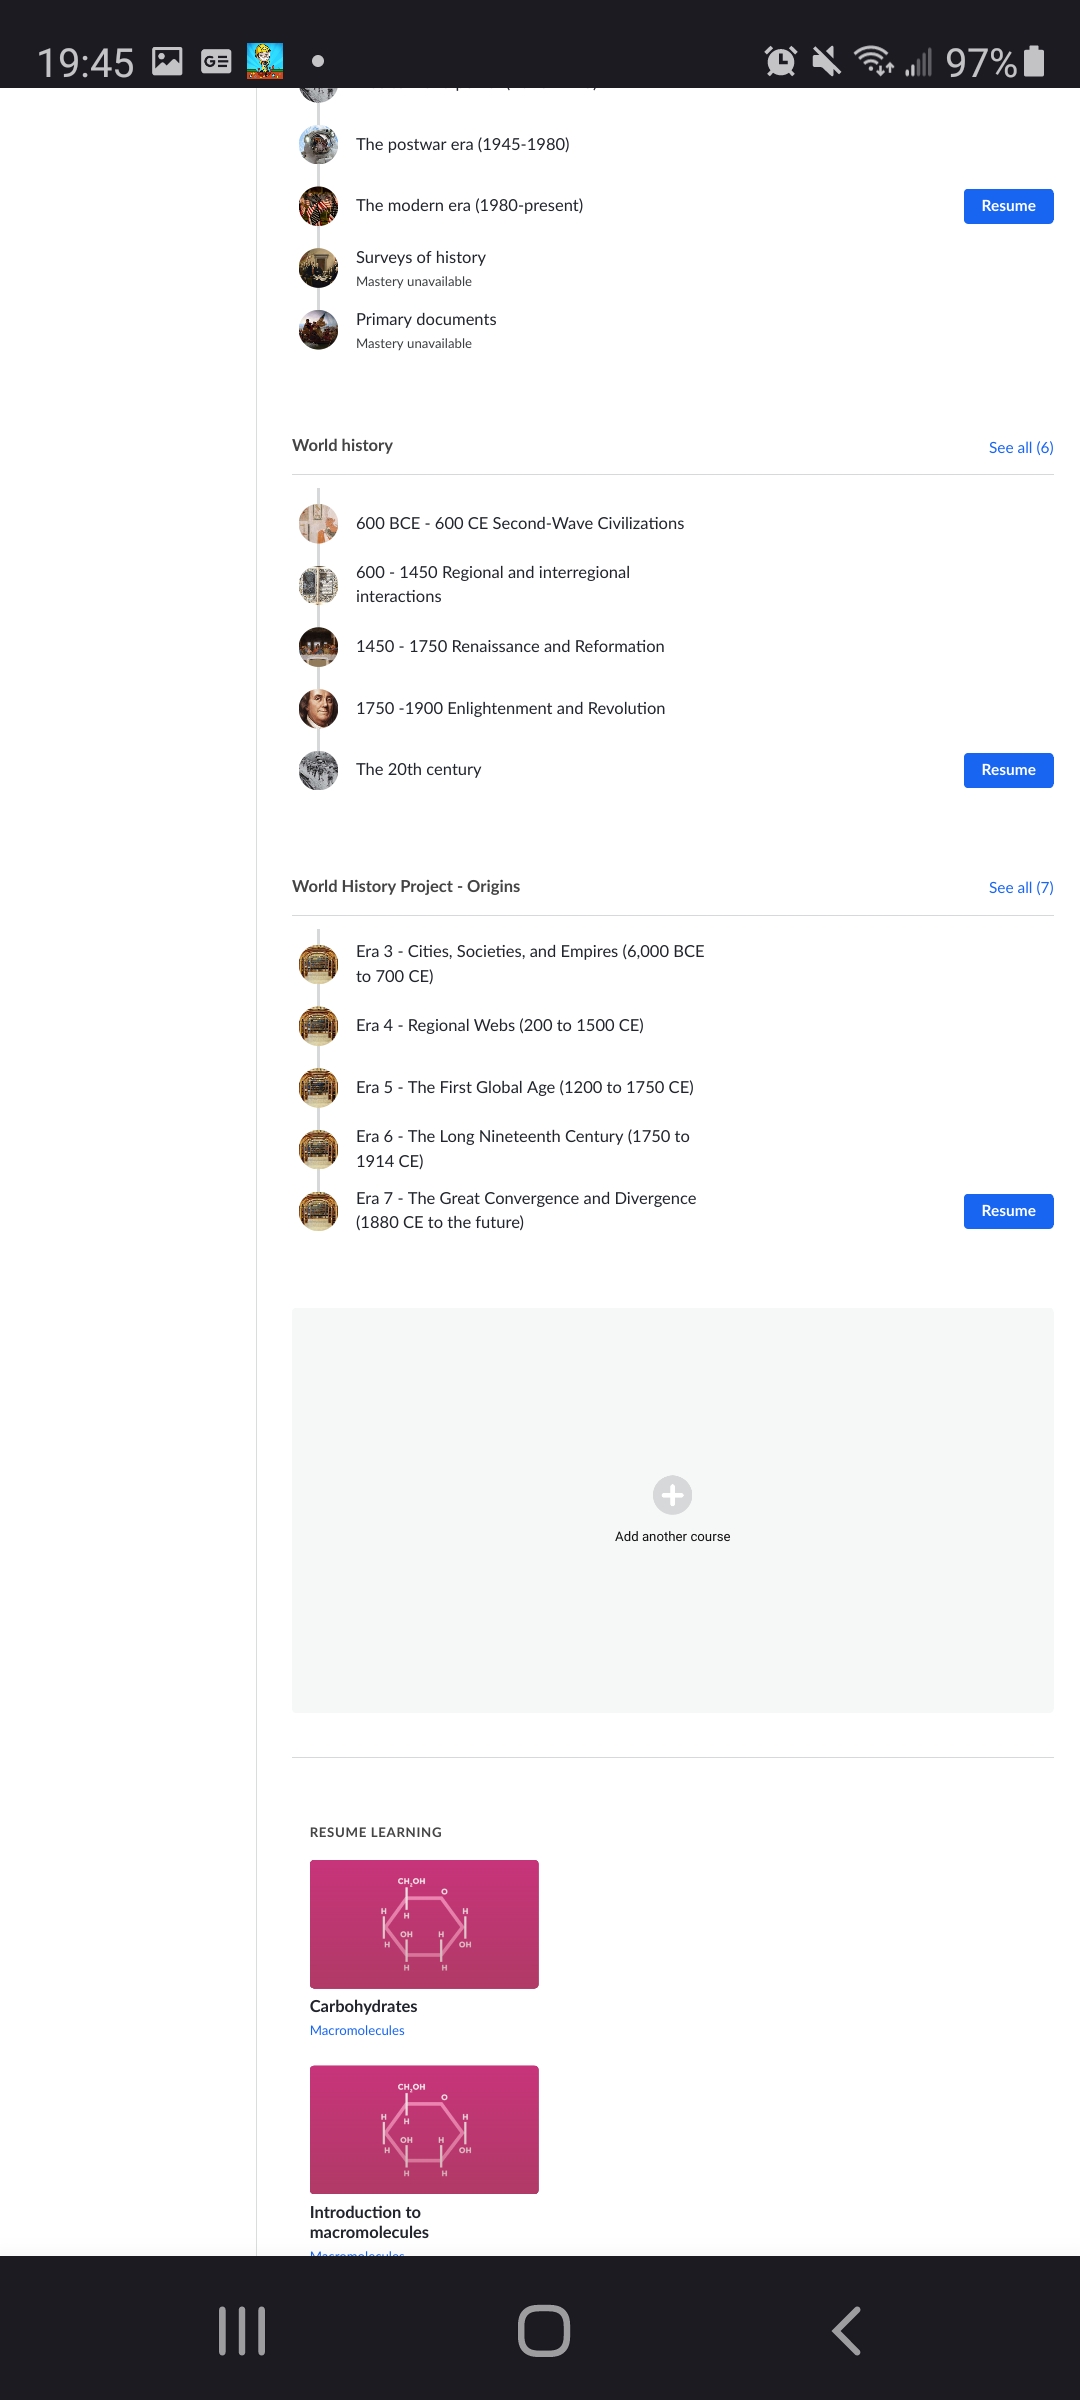 19:45
GE
97%
The postwar era (1945-1980)
The modern era (1980-present)
Resume
Surveys of history
Mastery unavailable
Primary documents
Mastery unavailable
World history
See all (6)
600 BCE - 600 CE Second-Wave Civilizations
600 - 1450 Regional and interregional
interactions
1450 - 1750 Renaissance and Reformation
1750 -1900 Enlightenment and Revolution
The 20th century
Resume
World History Project - Origins
See all (7)
Era 3 - Cities, Societies, and Empires (6,000 BCE
to 700 CE)
Era 4 - Regional Webs (200 to 1500 CE)
Era 5 - The First Global Age (1200 to 1750 CE)
Era 6 - The Long Nineteenth Century (1750 to
1914 CE)
Era 7 - The Great Convergence and Divergence
(1880 CE to the future)
Resume
Add another course
RESUME LEARNING
CH₂OH
O
H
H
H
OH
H
H
OH
H
H
Carbohydrates
Macromolecules
CH₂OH
O
H
H
H
OH
H
H
OH
H
H
Introduction to
macromolecules
Macromolecules